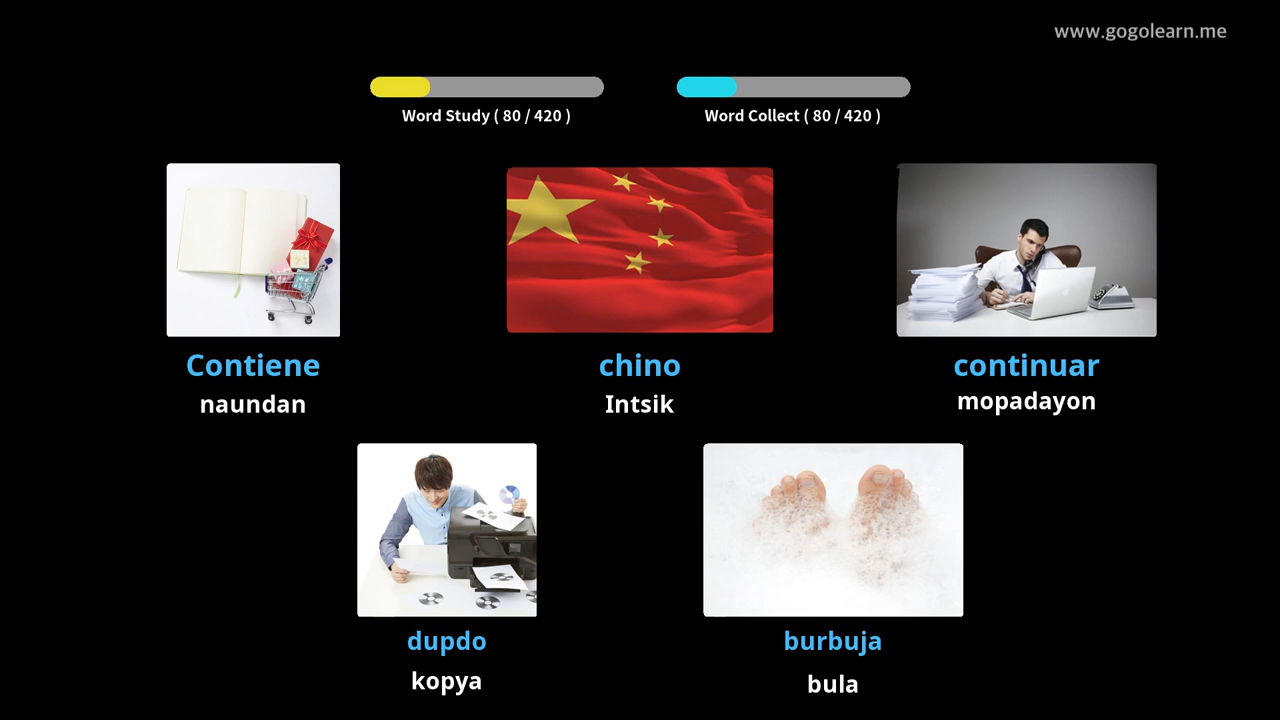 www.gogolearn.me
Word Study ( 80 / 420 )
Word Collect ( 80 / 420 )
Contiene
naundan
chino
Intsik
continuar
mopadayon
dupdo
kopya
burbuja
bula